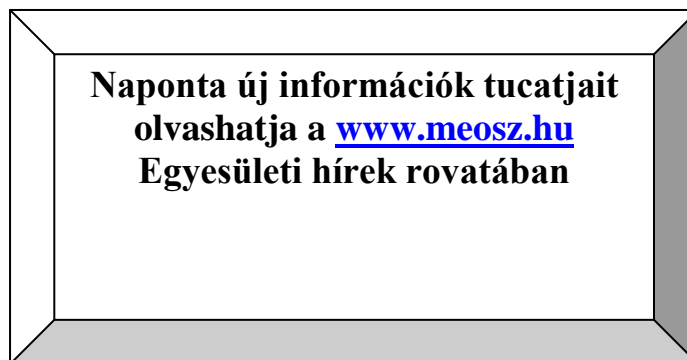 Naponta új információk tucatjait
olvashatja a www.meosz.hu
Egyesületi hírek rovatában